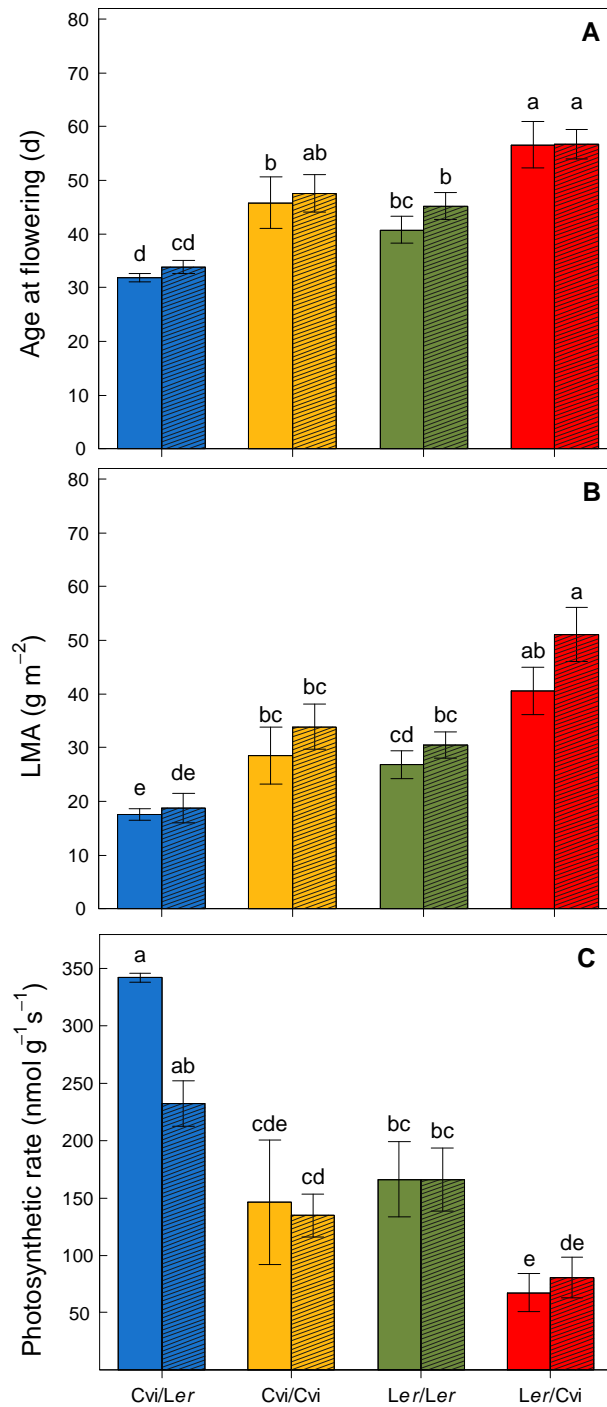 A
Age at flowering (d)
80
70
60
50
40
30
20
10
0
d
cd
b
ab
bc
b
a
a
B
LMA (g m⁻²)
80
70
60
50
40
30
20
10
0
e
de
bc
bc
cd
bc
ab
a
C
Photosynthetic rate (nmol g⁻¹ s⁻¹)
350
300
250
200
150
100
50
a
ab
cde
cd
bc
bc
e
de
Cvi/Ler
Cvi/Cvi
Ler/Ler
Ler/Cvi